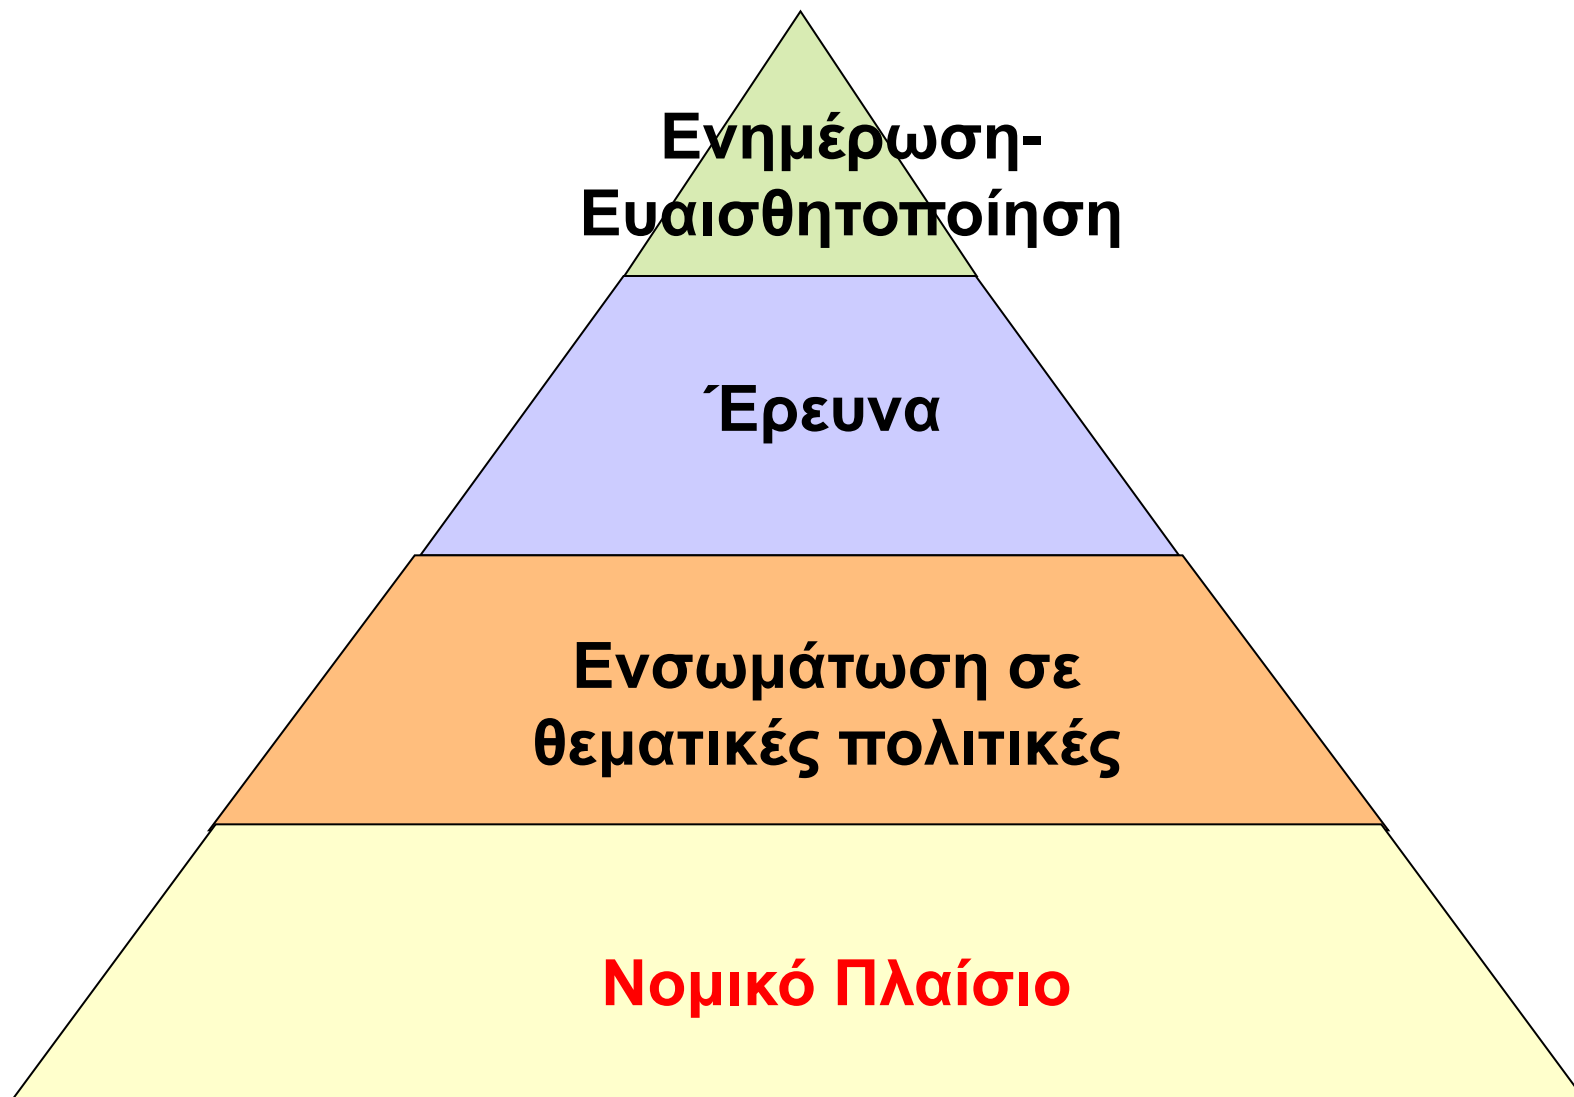 Ενημέρωση-
Ευαισθητοποίηση
Έρευνα
Ενσωμάτωση σε
θεματικές πολιτικές
Νομικό Πλαίσιο